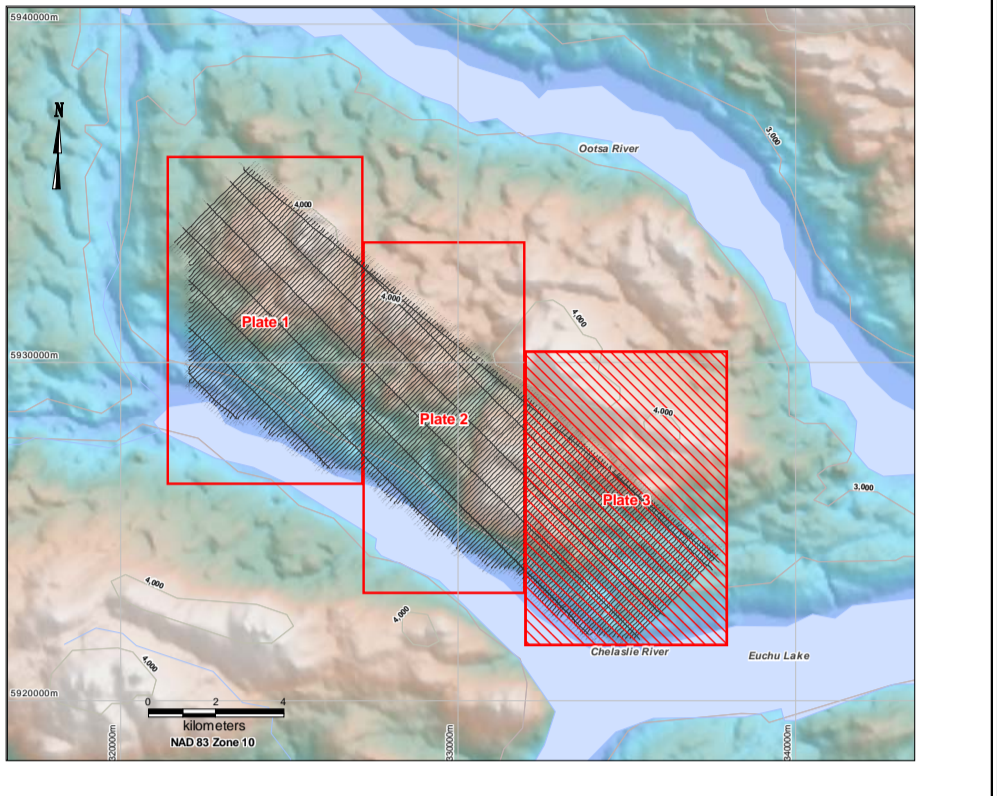 5940000m
N
3,000
Ootsa River
4,000
4,000
4,000
Plate 1
5930000m
4,000
Plate 2
3,000
Plate 3
4,000
4,000
Chelaslie River
Euchu Lake
4,000
5920000m
0 2 4
kilometers
NAD 83 Zone 10
320000m
330000m
340000m